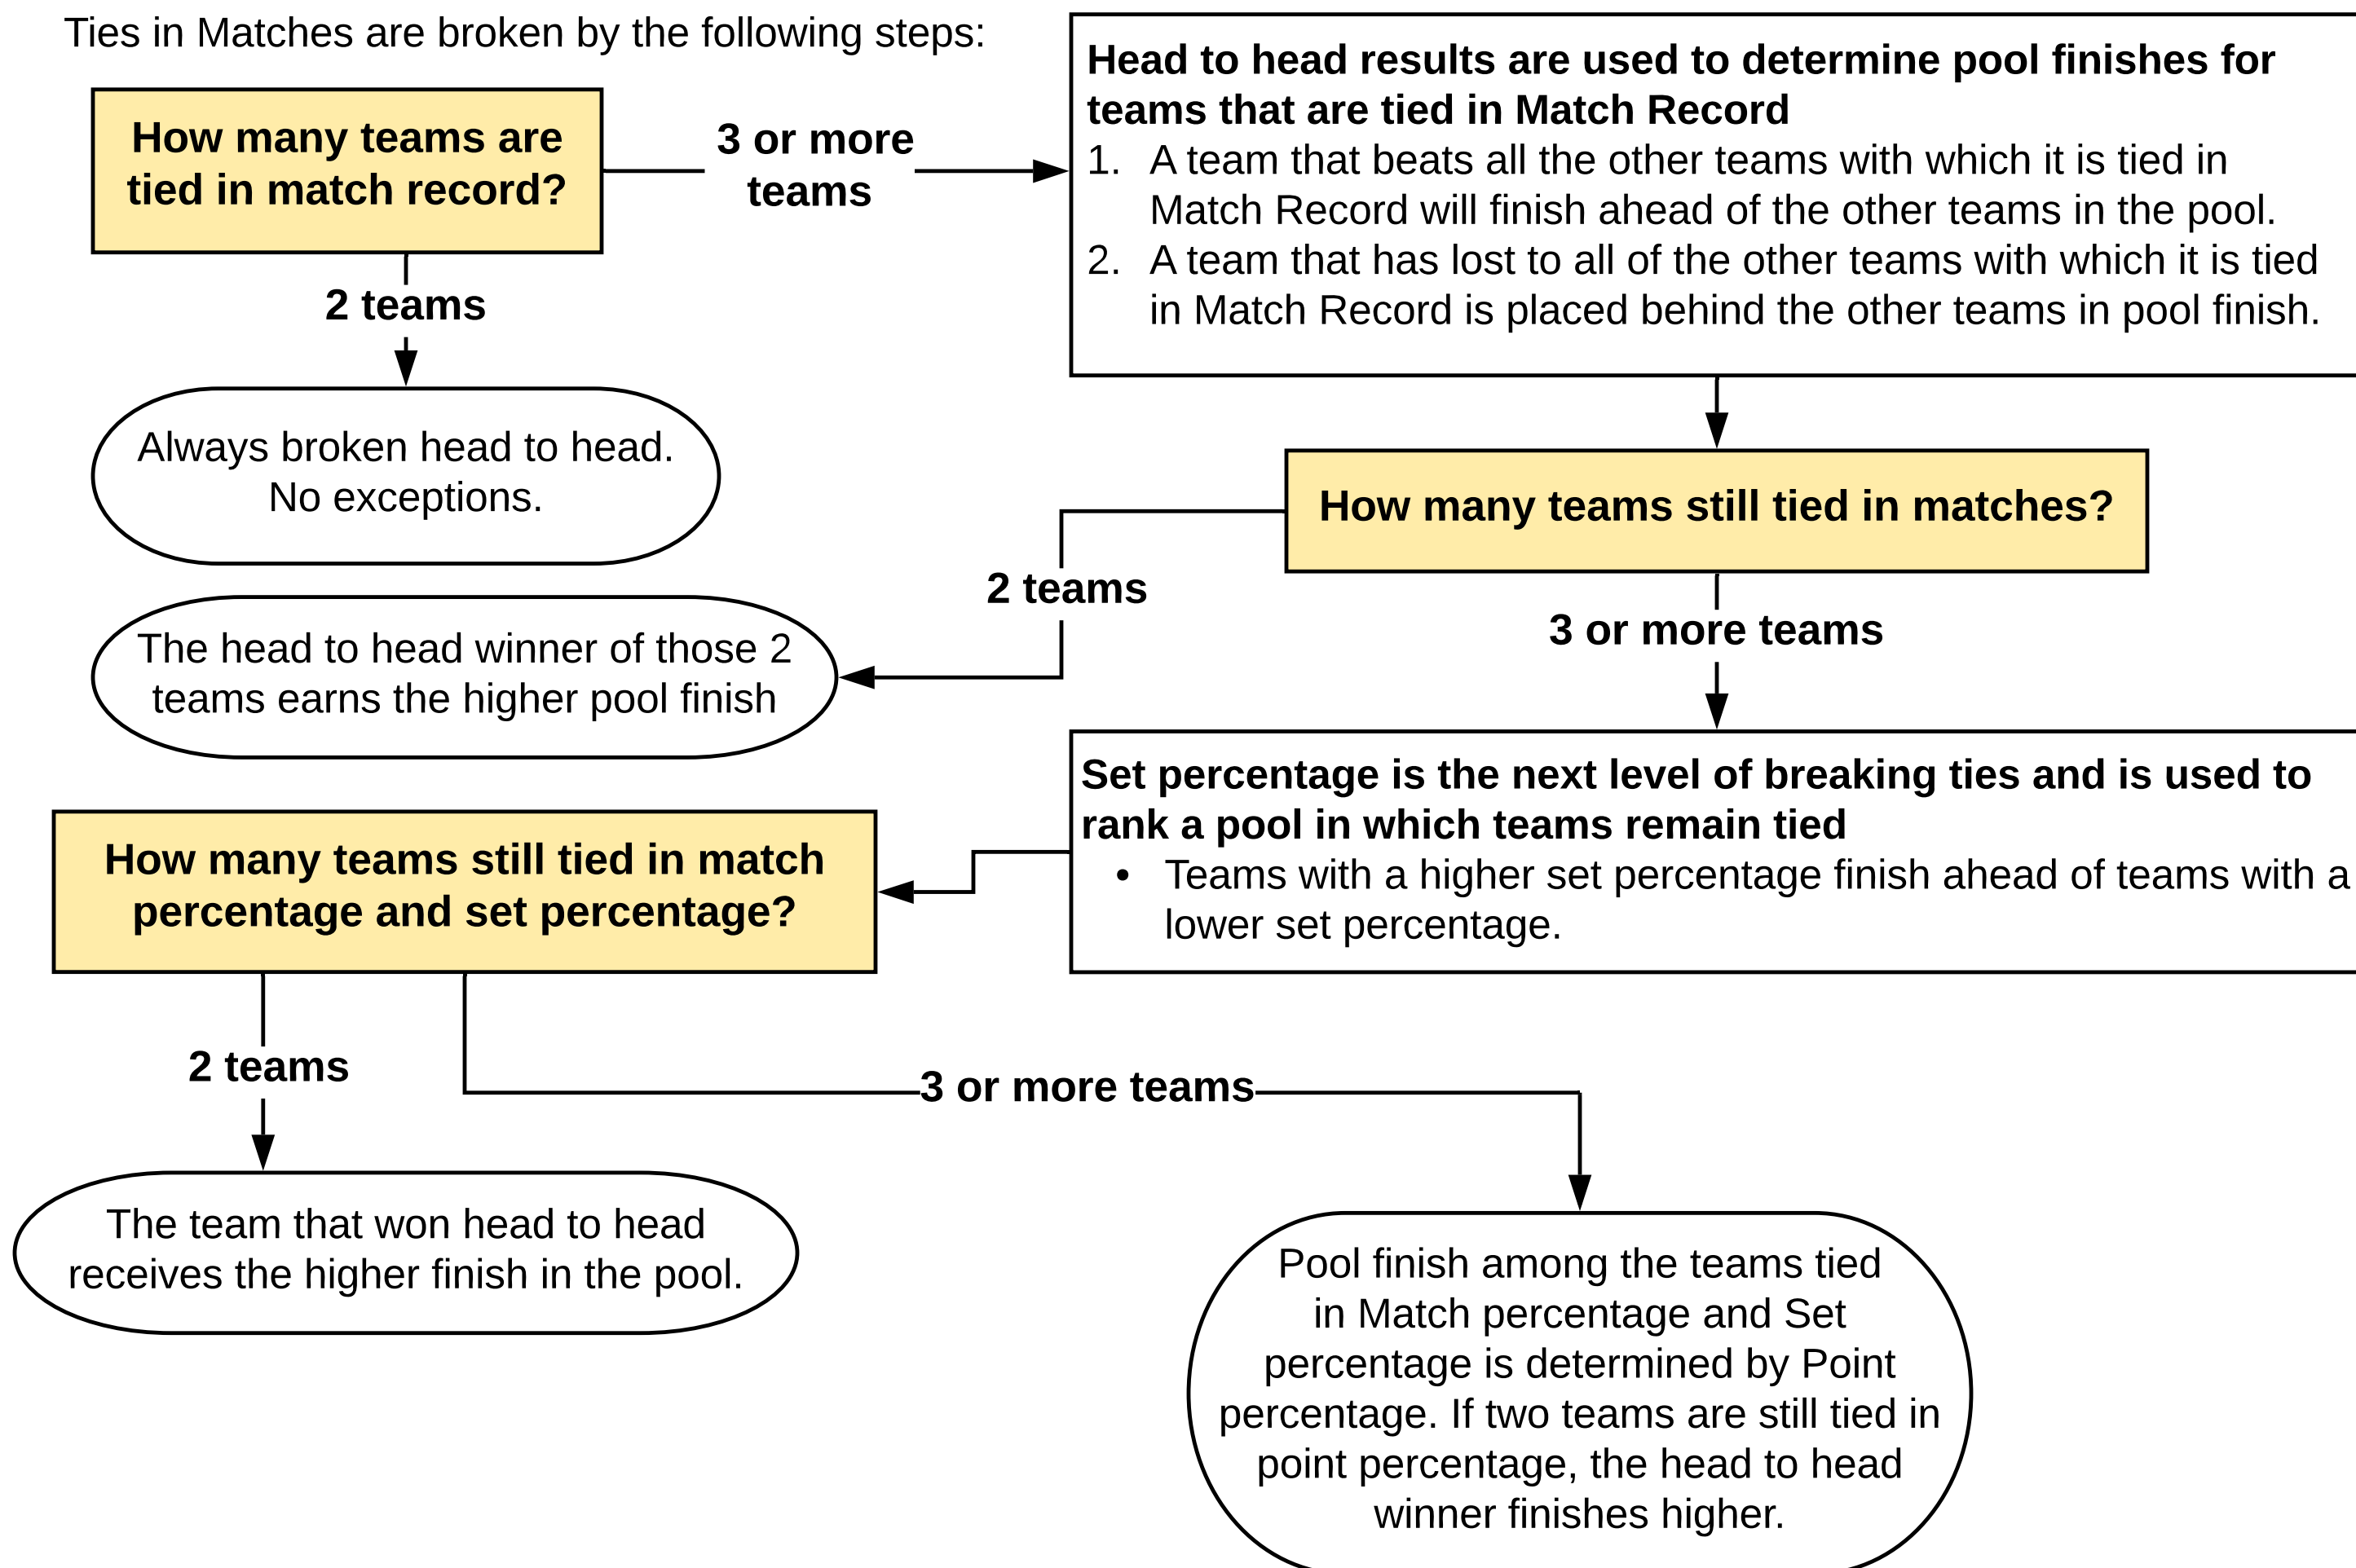 Ties in Matches are broken by the following steps:
How many teams are
tied in match record?
3 or more
teams
Head to head results are used to determine pool finishes for
teams that are tied in Match Record
1. A team that beats all the other teams with which it is tied in
Match Record will finish ahead of the other teams in the pool.
2. A team that has lost to all of the other teams with which it is tied
in Match Record is placed behind the other teams in pool finish.
2 teams
Always broken head to head.
No exceptions.
How many teams still tied in matches?
2 teams
The head to head winner of those 2
teams earns the higher pool finish
3 or more teams
Set percentage is the next level of breaking ties and is used to
rank a pool in which teams remain tied
• Teams with a higher set percentage finish ahead of teams with a
lower set percentage.
How many teams still tied in match
percentage and set percentage?
2 teams
3 or more teams
The team that won head to head
receives the higher finish in the pool.
Pool finish among the teams tied
in Match percentage and Set
percentage is determined by Point
percentage. If two teams are still tied in
point percentage, the head to head
winner finishes higher.